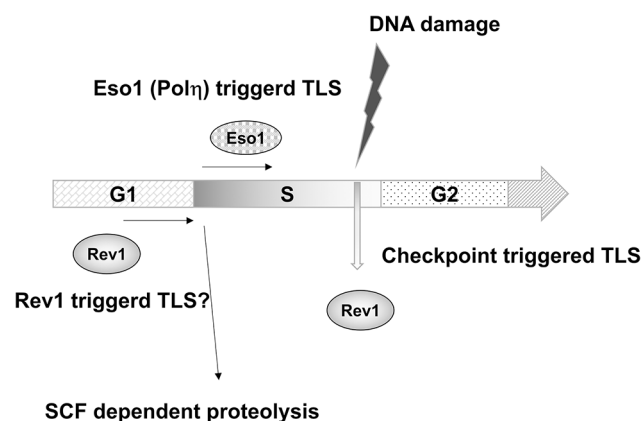 DNA damage
Eso1 (Polη) triggerd TLS
Eso1
G1
S
G2
Rev1
Checkpoint triggered TLS
Rev1 triggerd TLS?
Rev1
SCF dependent proteolysis